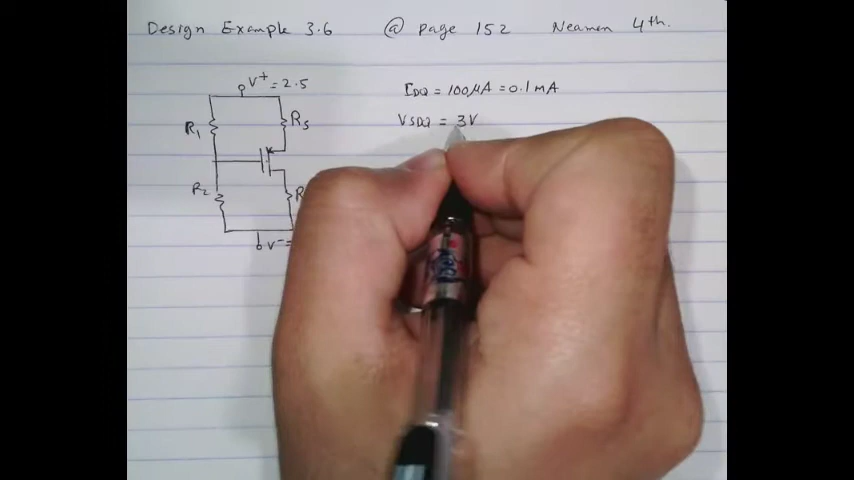 Design Example 3.6 @ page 152 Neamen 4th.
V+ = 2.5
IDQ = 100μA = 0.1 mA
VSDQ = 3V
R1
RS
R2
R
V- =